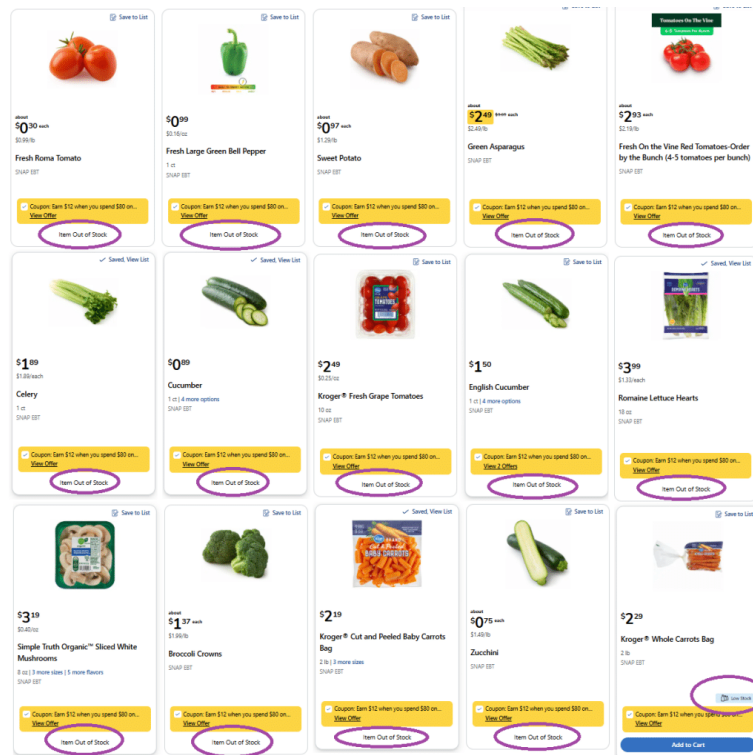 Save to List
about
$0.30 each
$0.99/lb
Fresh Roma Tomato
SNAP EBT
Coupon: Earn $12 when you spend $80 on...
View Offer
Item Out of Stock
Save to List
$0.99
$0.16/oz
Fresh Large Green Bell Pepper
1 ct
SNAP EBT
Coupon: Earn $12 when you spend $80 on...
View Offer
Item Out of Stock
Save to List
about
$0.97 each
$1.29/lb
Sweet Potato
SNAP EBT
Coupon: Earn $12 when you spend $80 on...
View Offer
Item Out of Stock
about
$2.49 each
$2.49/lb
Green Asparagus
SNAP EBT
Coupon: Earn $12 when you spend $80 on...
View Offer
Item Out of Stock
Tomatoes On The Vine
Tomatoes Per Bunch
about
$2.93 each
$2.19/lb
Fresh On the Vine Red Tomatoes-Order
by the Bunch (4-5 tomatoes per bunch)
SNAP EBT
Coupon: Earn $12 when you spend $80 on...
View Offer
Item Out of Stock
Saved, View List
$1.89
$1.89/each
Celery
1 ct
SNAP EBT
Coupon: Earn $12 when you spend $80 on...
View Offer
Item Out of Stock
Saved, View List
$0.89
Cucumber
1 ct | 4 more options
SNAP EBT
Coupon: Earn $12 when you spend $80 on...
View Offer
Item Out of Stock
Save to List
TOMATOES
$2.49
$0.25/oz
Kroger® Fresh Grape Tomatoes
10 oz
SNAP EBT
Coupon: Earn $12 when you spend $80 on...
View Offer
Item Out of Stock
Save to List
$1.50
English Cucumber
1 ct | 4 more options
SNAP EBT
Coupon: Earn $12 when you spend $80 on...
View 2 Offers
Item Out of Stock
Saved, View List
ROMAINE HEARTS
$3.99
$1.33/each
Romaine Lettuce Hearts
18 oz
SNAP EBT
Coupon: Earn $12 when you spend $80 on...
View Offer
Item Out of Stock
Save to List
$3.19
$0.40/oz
Simple Truth Organic™ Sliced White
Mushrooms
8 oz | 3 more sizes | 5 more flavors
SNAP EBT
Coupon: Earn $12 when you spend $80 on...
View Offer
Item Out of Stock
Save to List
about
$1.37 each
$1.99/lb
Broccoli Crowns
SNAP EBT
Coupon: Earn $12 when you spend $80 on...
View Offer
Item Out of Stock
Saved, View List
Cut & Peeled
BABY CARROTS
$2.19
Kroger® Cut and Peeled Baby Carrots
Bag
2 lb | 3 more sizes
SNAP EBT
Coupon: Earn $12 when you spend $80 on...
View Offer
Item Out of Stock
Save to List
about
$0.75 each
$1.49/lb
Zucchini
SNAP EBT
Coupon: Earn $12 when you spend $80 on...
View Offer
Item Out of Stock
Save to List
$2.29
Kroger® Whole Carrots Bag
2 lb
SNAP EBT
Low Stock
Coupon: Earn $12 when you spend $80 on...
View Offer
Add to Cart